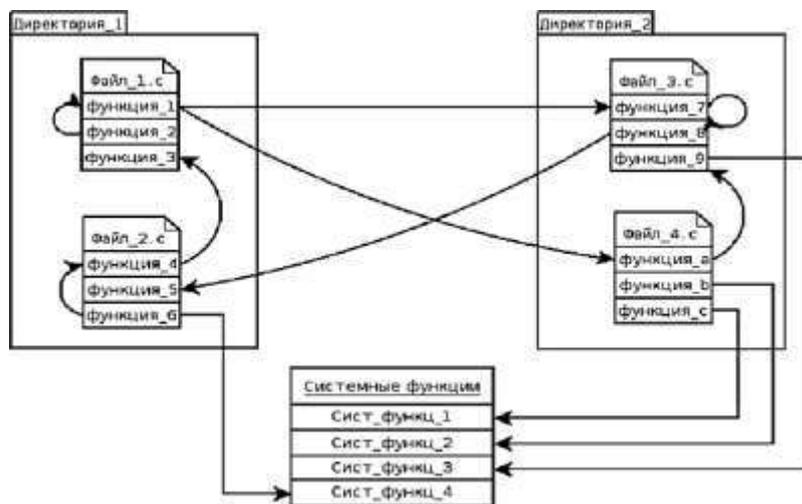 Директория_1
Файл_1.c
функция_1
функция_2
функция_3
Файл_2.c
функция_4
функция_5
функция_6
Директория_2
Файл_3.c
функция_7
функция_8
функция_9
Файл_4.c
функция_a
функция_b
функция_c
Системные функции
Сист_функц_1
Сист_функц_2
Сист_функц_3
Сист_функц_4